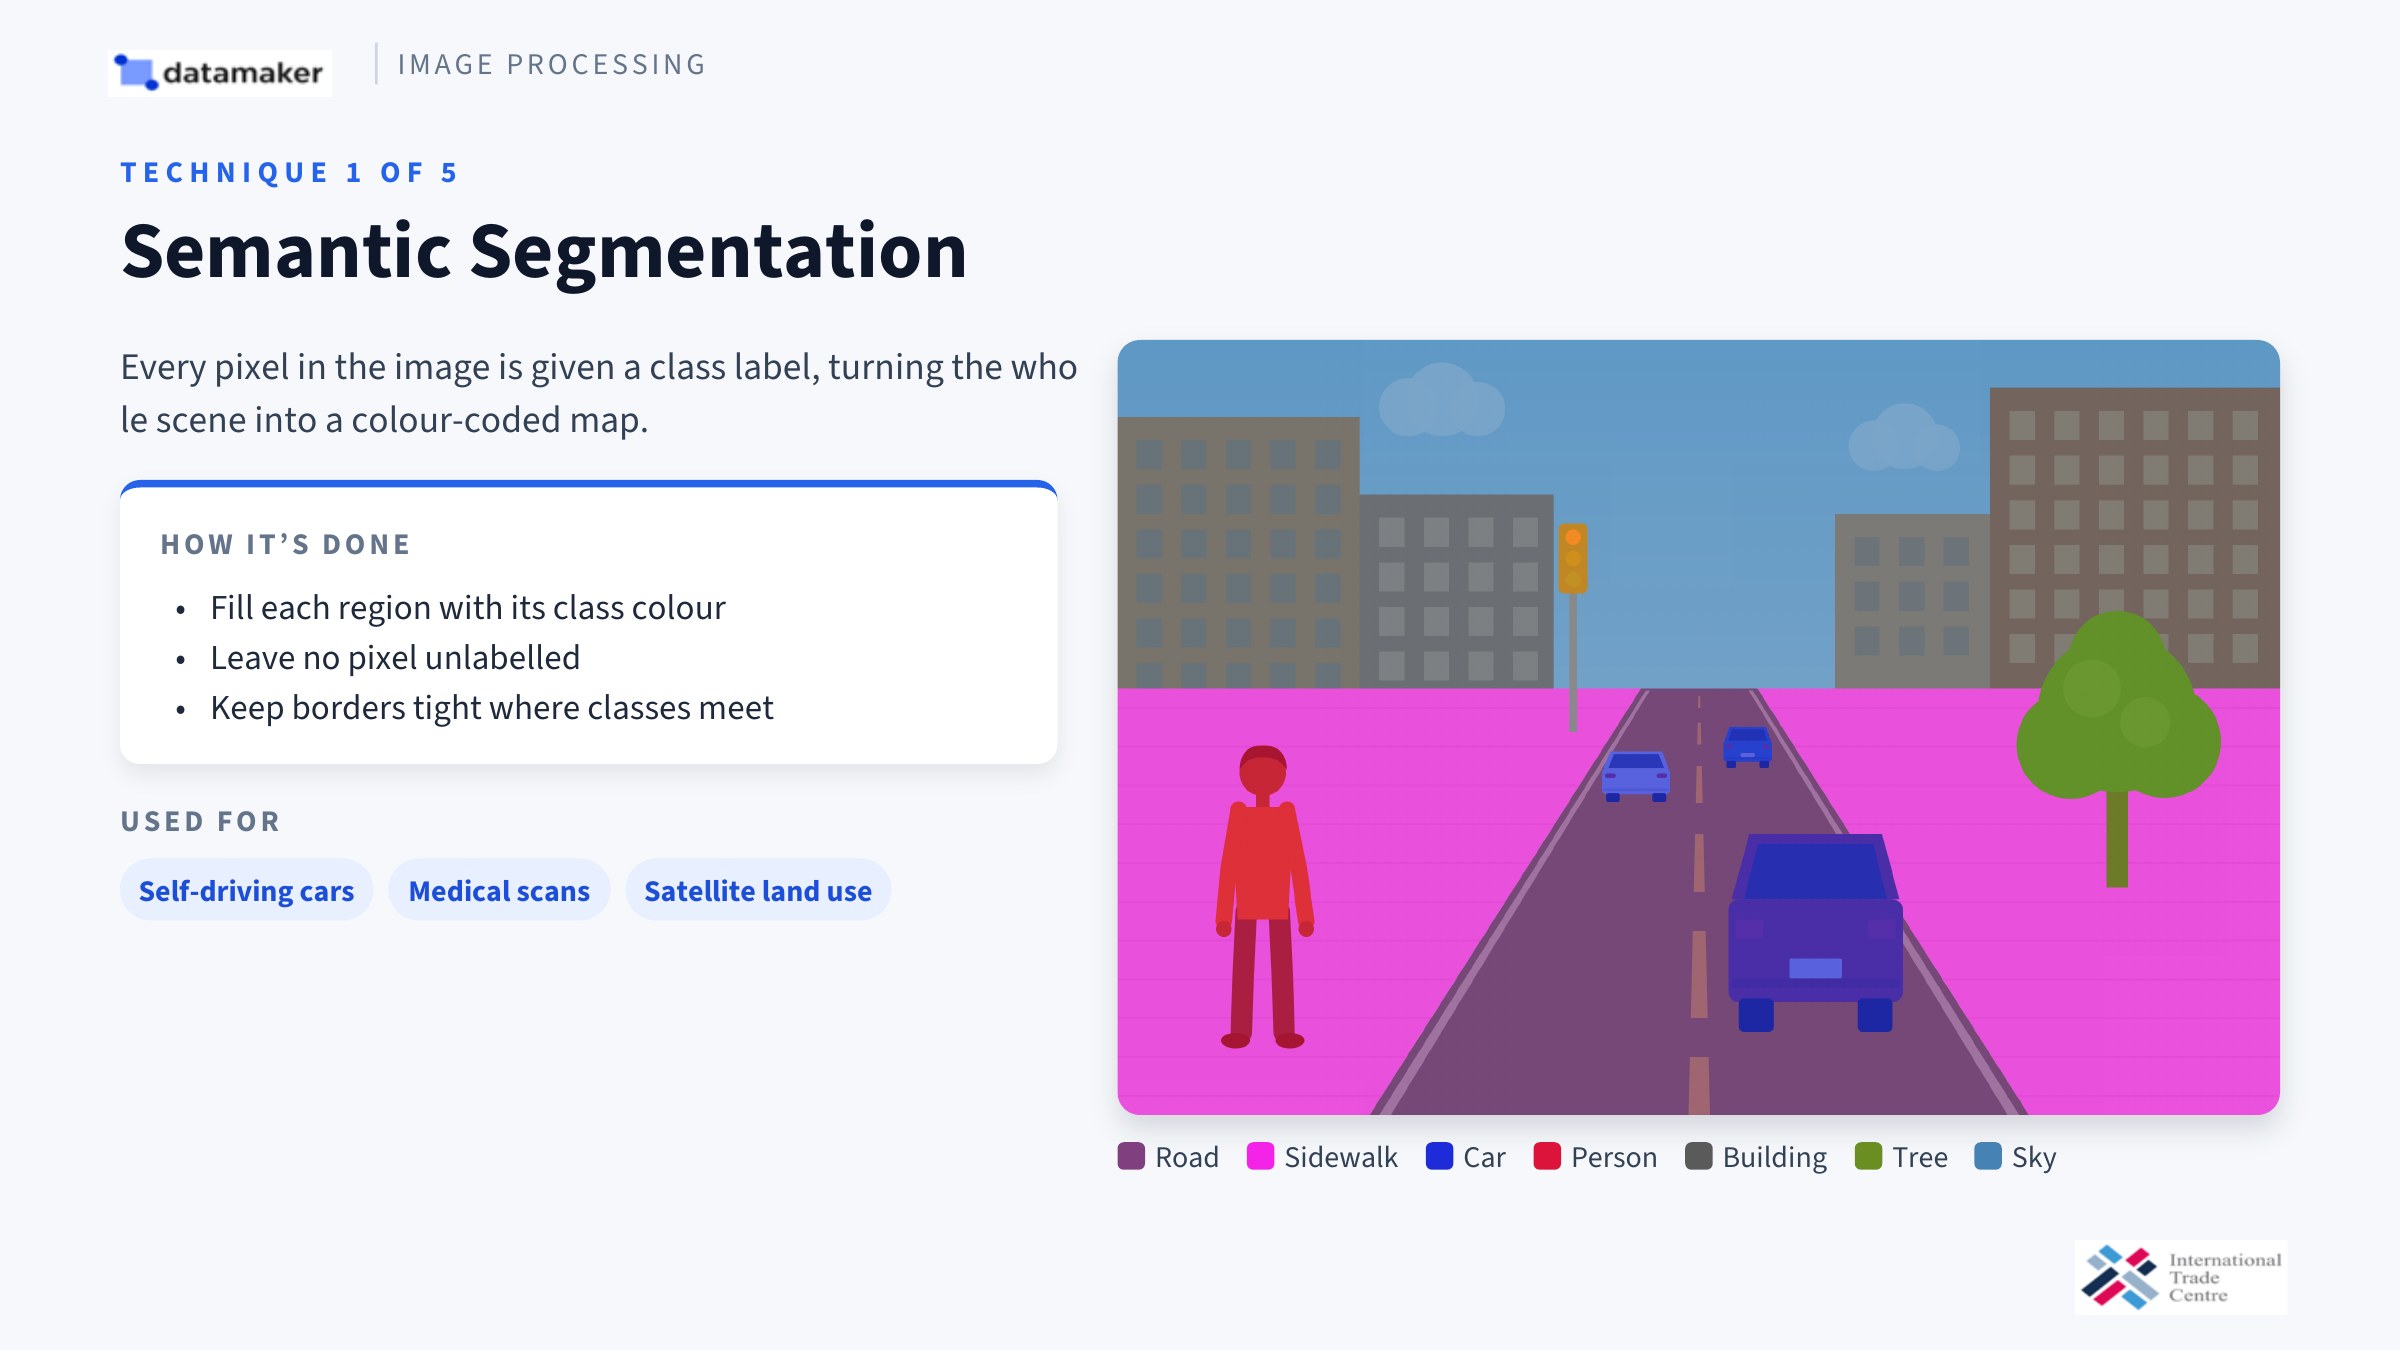 datamaker
IMAGE PROCESSING
TECHNIQUE 1 OF 5
Semantic Segmentation
Every pixel in the image is given a class label, turning the who
le scene into a colour-coded map.
HOW IT’S DONE
• Fill each region with its class colour
• Leave no pixel unlabelled
• Keep borders tight where classes meet
USED FOR
Self-driving cars Medical scans Satellite land use
Road Sidewalk Car Person Building Tree Sky
International
Trade
Centre